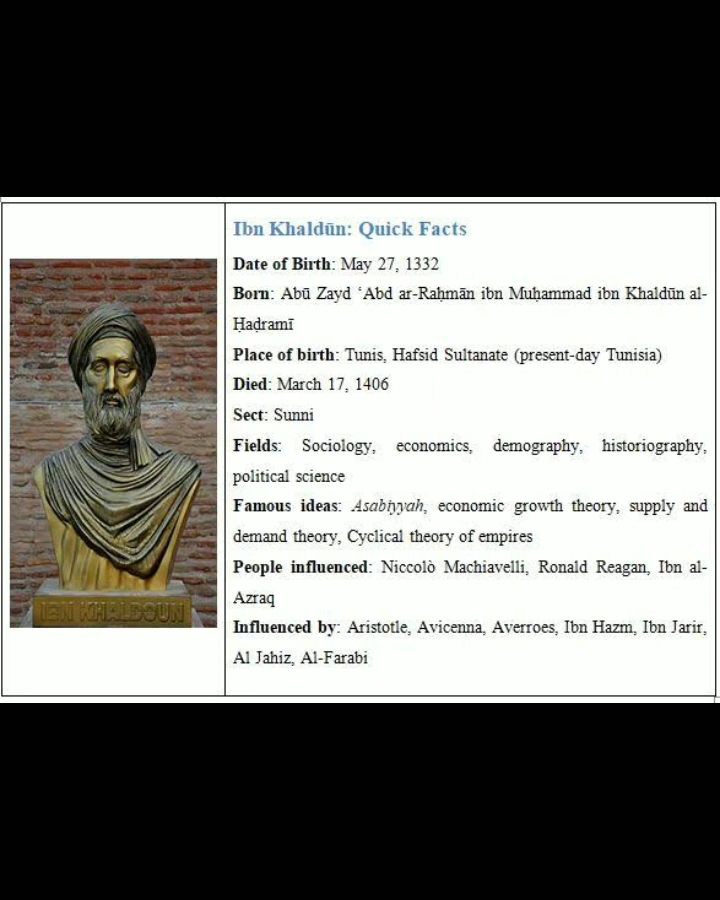 Ibn Khaldūn: Quick Facts
Date of Birth: May 27, 1332
Born: Abū Zayd ‘Abd ar-Raḥmān ibn Muḥammad ibn Khaldūn al-
Ḥaḍramī
Place of birth: Tunis, Hafsid Sultanate (present-day Tunisia)
Died: March 17, 1406
Sect: Sunni
Fields: Sociology, economics, demography, historiography,
political science
Famous ideas: Asabiyyah, economic growth theory, supply and
demand theory, Cyclical theory of empires
People influenced: Niccolò Machiavelli, Ronald Reagan, Ibn al-
Azraq
Influenced by: Aristotle, Avicenna, Averroes, Ibn Hazm, Ibn Jarir,
Al Jahiz, Al-Farabi
IBN KHALDOUN